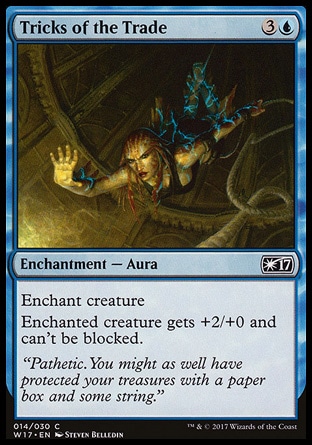 Tricks of the Trade 3
Enchantment — Aura 17
Enchant creature
Enchanted creature gets +2/+0 and
can't be blocked.
"Pathetic. You might as well have
protected your treasures with a paper
box and some string."
014/030 C
W17 • EN STEVEN BELLEDIN
™ & © 2017 Wizards of the Coast